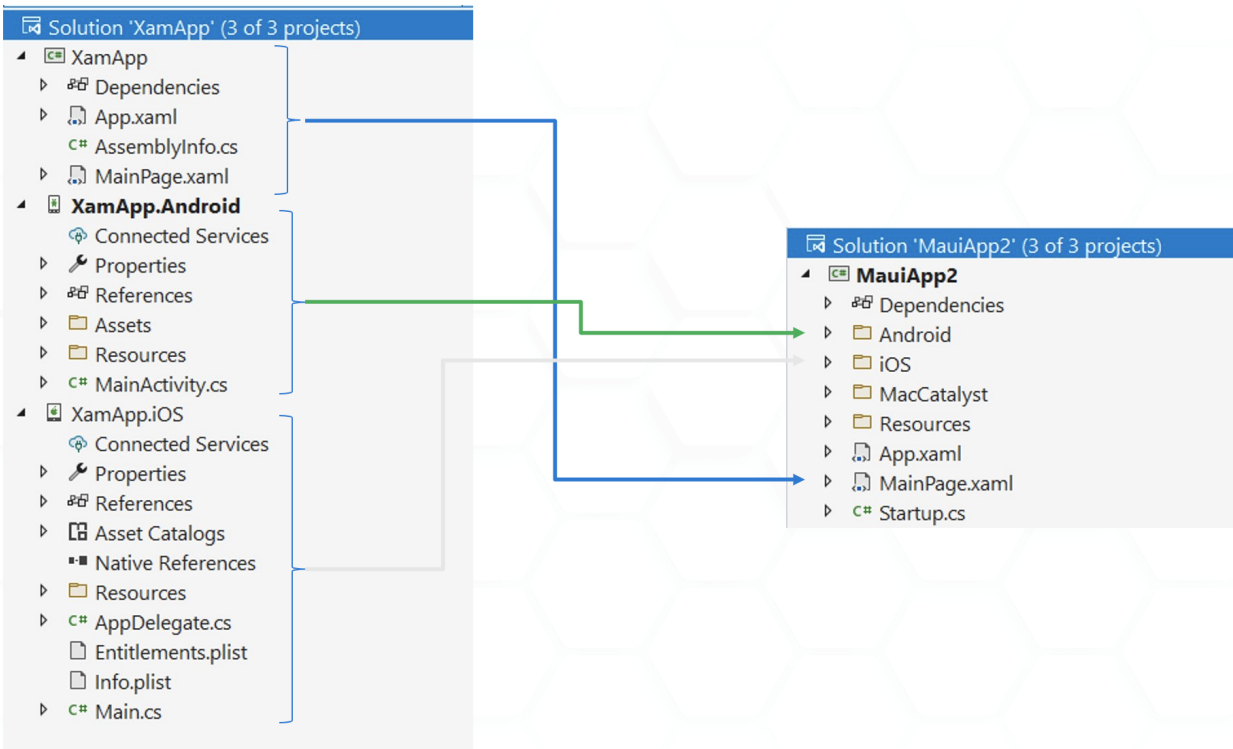 Solution 'XamApp' (3 of 3 projects)
C# XamApp
Dependencies
App.xaml
C# AssemblyInfo.cs
MainPage.xaml
XamApp.Android
Connected Services
Properties
References
Assets
Resources
C# MainActivity.cs
XamApp.iOS
Connected Services
Properties
References
Asset Catalogs
Native References
Resources
C# AppDelegate.cs
Entitlements.plist
Info.plist
C# Main.cs
Solution 'MauiApp2' (3 of 3 projects)
C# MauiApp2
Dependencies
Android
iOS
MacCatalyst
Resources
App.xaml
MainPage.xaml
C# Startup.cs